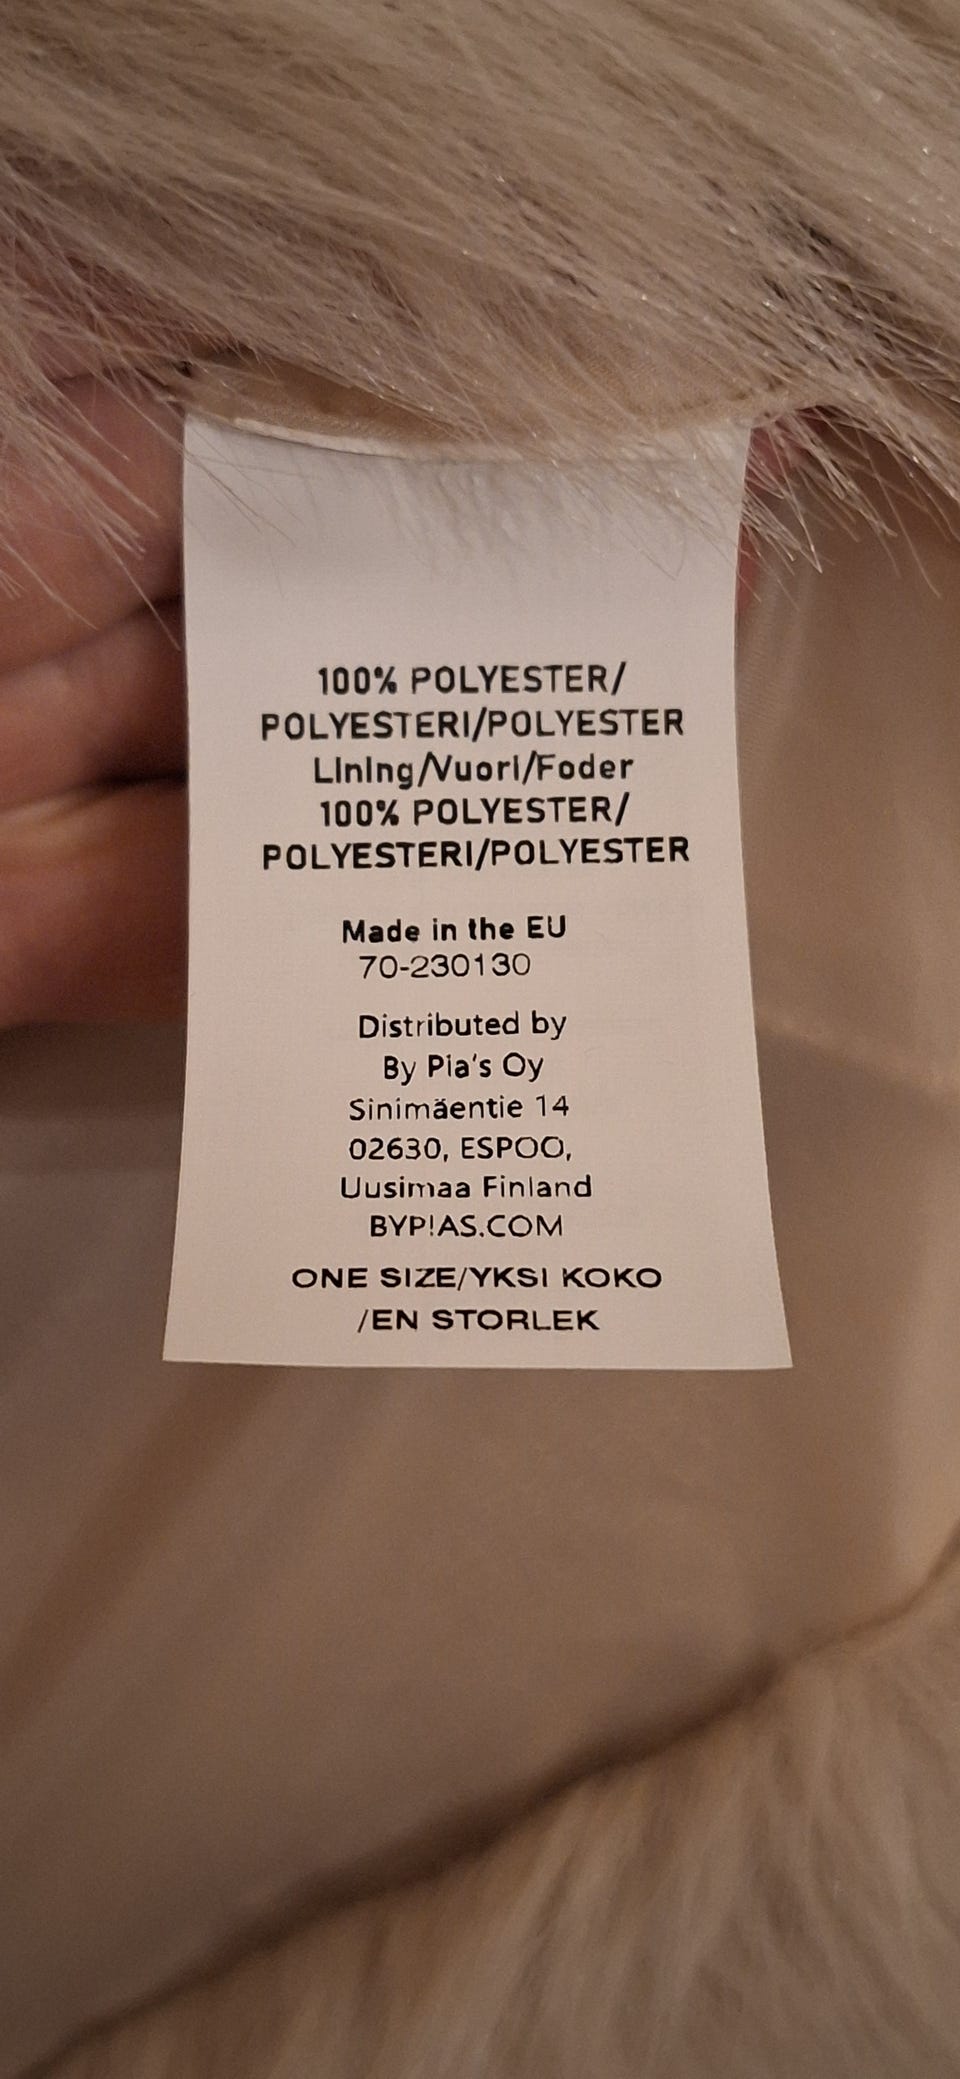 100% POLYESTER/
POLYESTERI/POLYESTER
Lining/Vuori/Foder
100% POLYESTER/
POLYESTERI/POLYESTER
Made in the EU
70-230130
Distributed by
By Pia's Oy
Sinimäentie 14
02630, ESPOO,
Uusimaa Finland
BYP!AS.COM
ONE SIZE/YKSI KOKO
/EN STORLEK